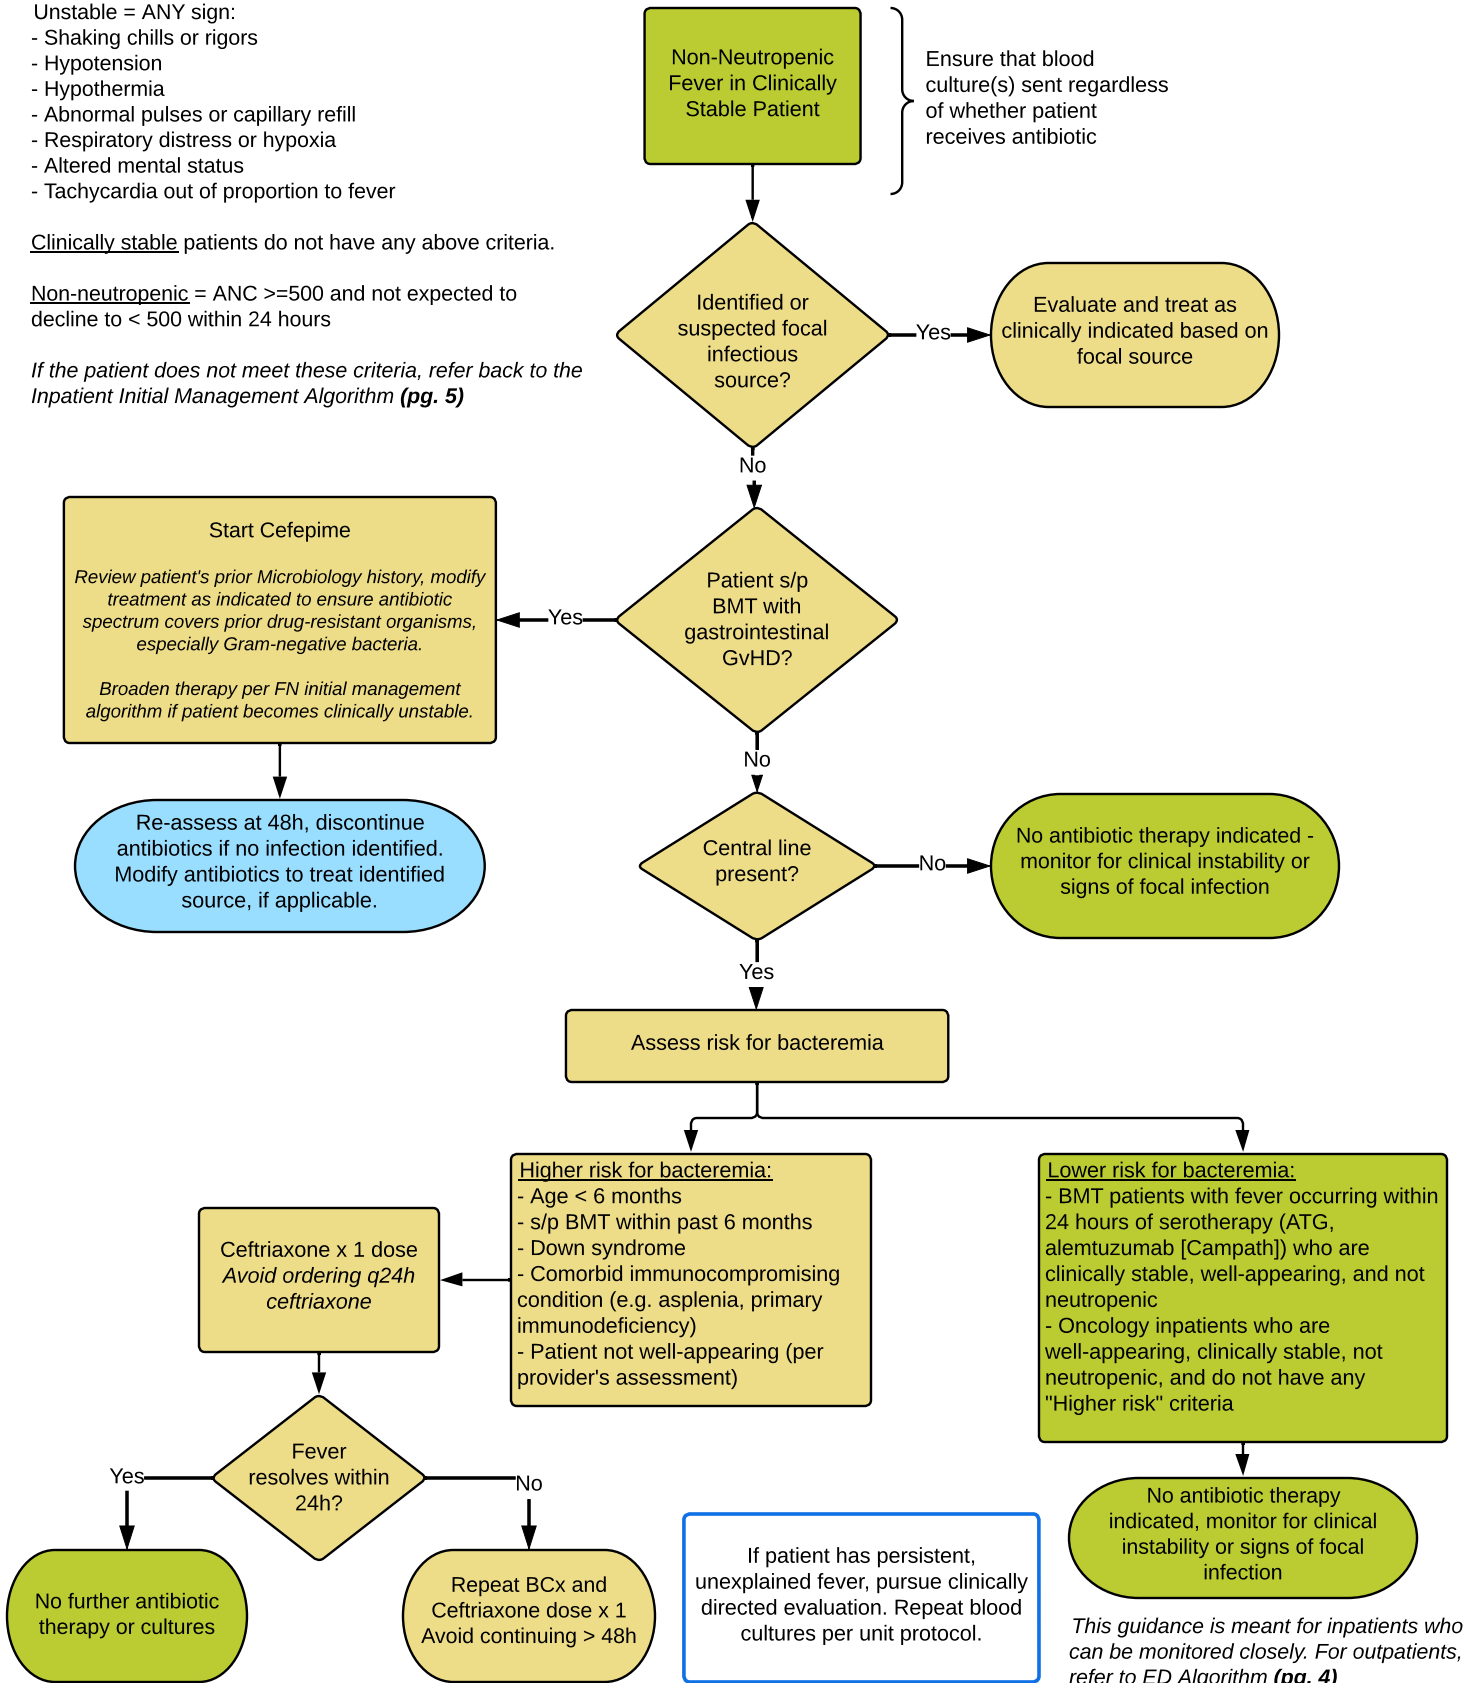 Unstable = ANY sign:
- Shaking chills or rigors
- Hypotension
- Hypothermia
- Abnormal pulses or capillary refill
- Respiratory distress or hypoxia
- Altered mental status
- Tachycardia out of proportion to fever
Clinically stable patients do not have any above criteria.
Non-neutropenic = ANC >=500 and not expected to
decline to < 500 within 24 hours
If the patient does not meet these criteria, refer back to the
Inpatient Initial Management Algorithm (pg. 5)
Non-Neutropenic
Fever in Clinically
Stable Patient
Ensure that blood
culture(s) sent regardless
of whether patient
receives antibiotic
Identified or
suspected focal
infectious
source?
Yes
Evaluate and treat as
clinically indicated based on
focal source
No
Patient s/p
BMT with
gastrointestinal
GvHD?
Yes
Start Cefepime
Review patient's prior Microbiology history, modify
treatment as indicated to ensure antibiotic
spectrum covers prior drug-resistant organisms,
especially Gram-negative bacteria.
Broaden therapy per FN initial management
algorithm if patient becomes clinically unstable.
Re-assess at 48h, discontinue
antibiotics if no infection identified.
Modify antibiotics to treat identified
source, if applicable.
No
Central line
present?
No
No antibiotic therapy indicated -
monitor for clinical instability or
signs of focal infection
Yes
Assess risk for bacteremia
Higher risk for bacteremia:
- Age < 6 months
- s/p BMT within past 6 months
- Down syndrome
- Comorbid immunocompromising
condition (e.g. asplenia, primary
immunodeficiency)
- Patient not well-appearing (per
provider's assessment)
Lower risk for bacteremia:
- BMT patients with fever occurring within
24 hours of serotherapy (ATG,
alemtuzumab [Campath]) who are
clinically stable, well-appearing, and not
neutropenic
- Oncology inpatients who are
well-appearing, clinically stable, not
neutropenic, and do not have any
"Higher risk" criteria
Ceftriaxone x 1 dose
Avoid ordering q24h
ceftriaxone
Fever
resolves within
24h?
Yes
No
No further antibiotic
therapy or cultures
Repeat BCx and
Ceftriaxone dose x 1
Avoid continuing > 48h
If patient has persistent,
unexplained fever, pursue clinically
directed evaluation. Repeat blood
cultures per unit protocol.
No antibiotic therapy
indicated, monitor for clinical
instability or signs of focal
infection
This guidance is meant for inpatients who
can be monitored closely. For outpatients,
refer to ED Algorithm (pg. 4)